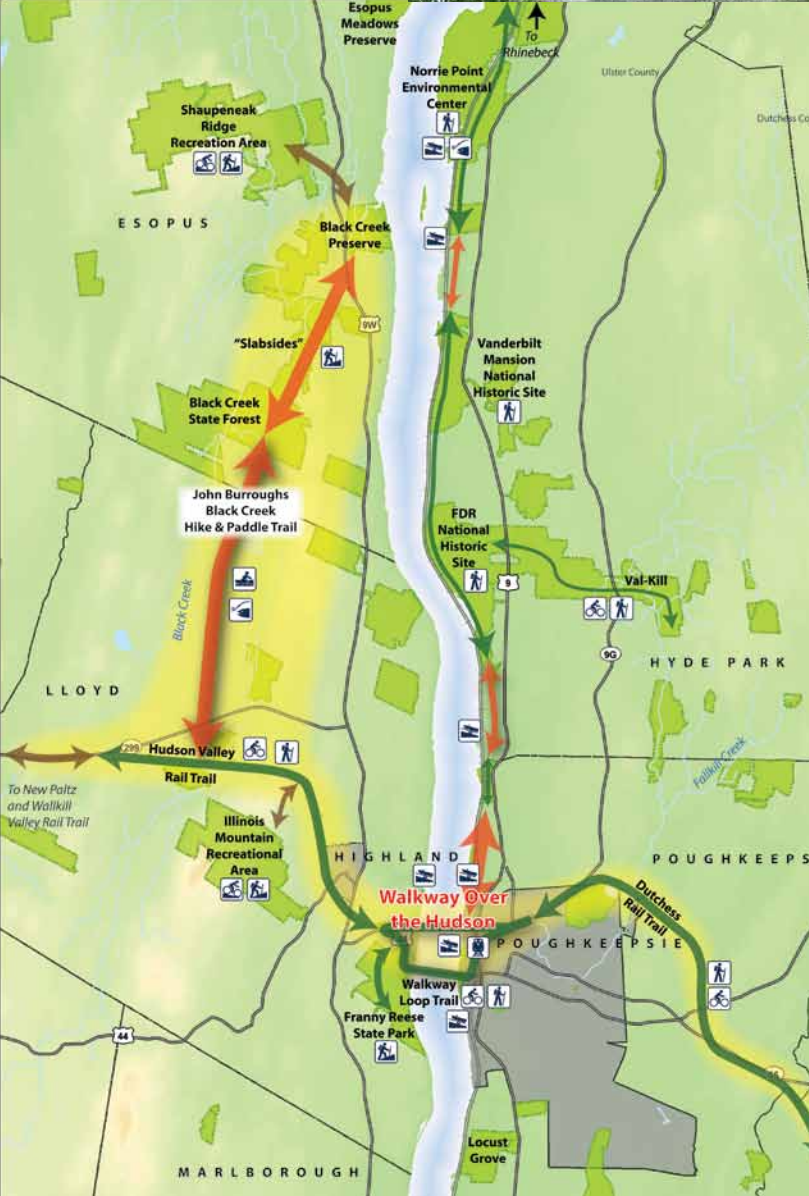 Esopus
Meadows
Preserve
To
Rhinebeck
Norrie Point
Environmental
Center
Ulster County
Dutchess Co
Shaupeneak
Ridge
Recreation Area
ESOPUS
Black Creek
Preserve
9W
"Slabsides"
Vanderbilt
Mansion
National
Historic Site
Black Creek
State Forest
John Burroughs
Black Creek
Hike & Paddle Trail
FDR
National
Historic
Site
9
Val-Kill
Black Creek
9G
HYDE PARK
LLOYD
299
Hudson Valley
Rail Trail
Fallkill Creek
To New Paltz
and Wallkill
Valley Rail Trail
Illinois
Mountain
Recreational
Area
HIGHLAND
POUGHKEEPS
Walkway Over
the Hudson
Dutchess
Rail Trail
POUGHKEEPSIE
Walkway
Loop Trail
Franny Reese
State Park
44
Locust
Grove
MARLBOROUGH